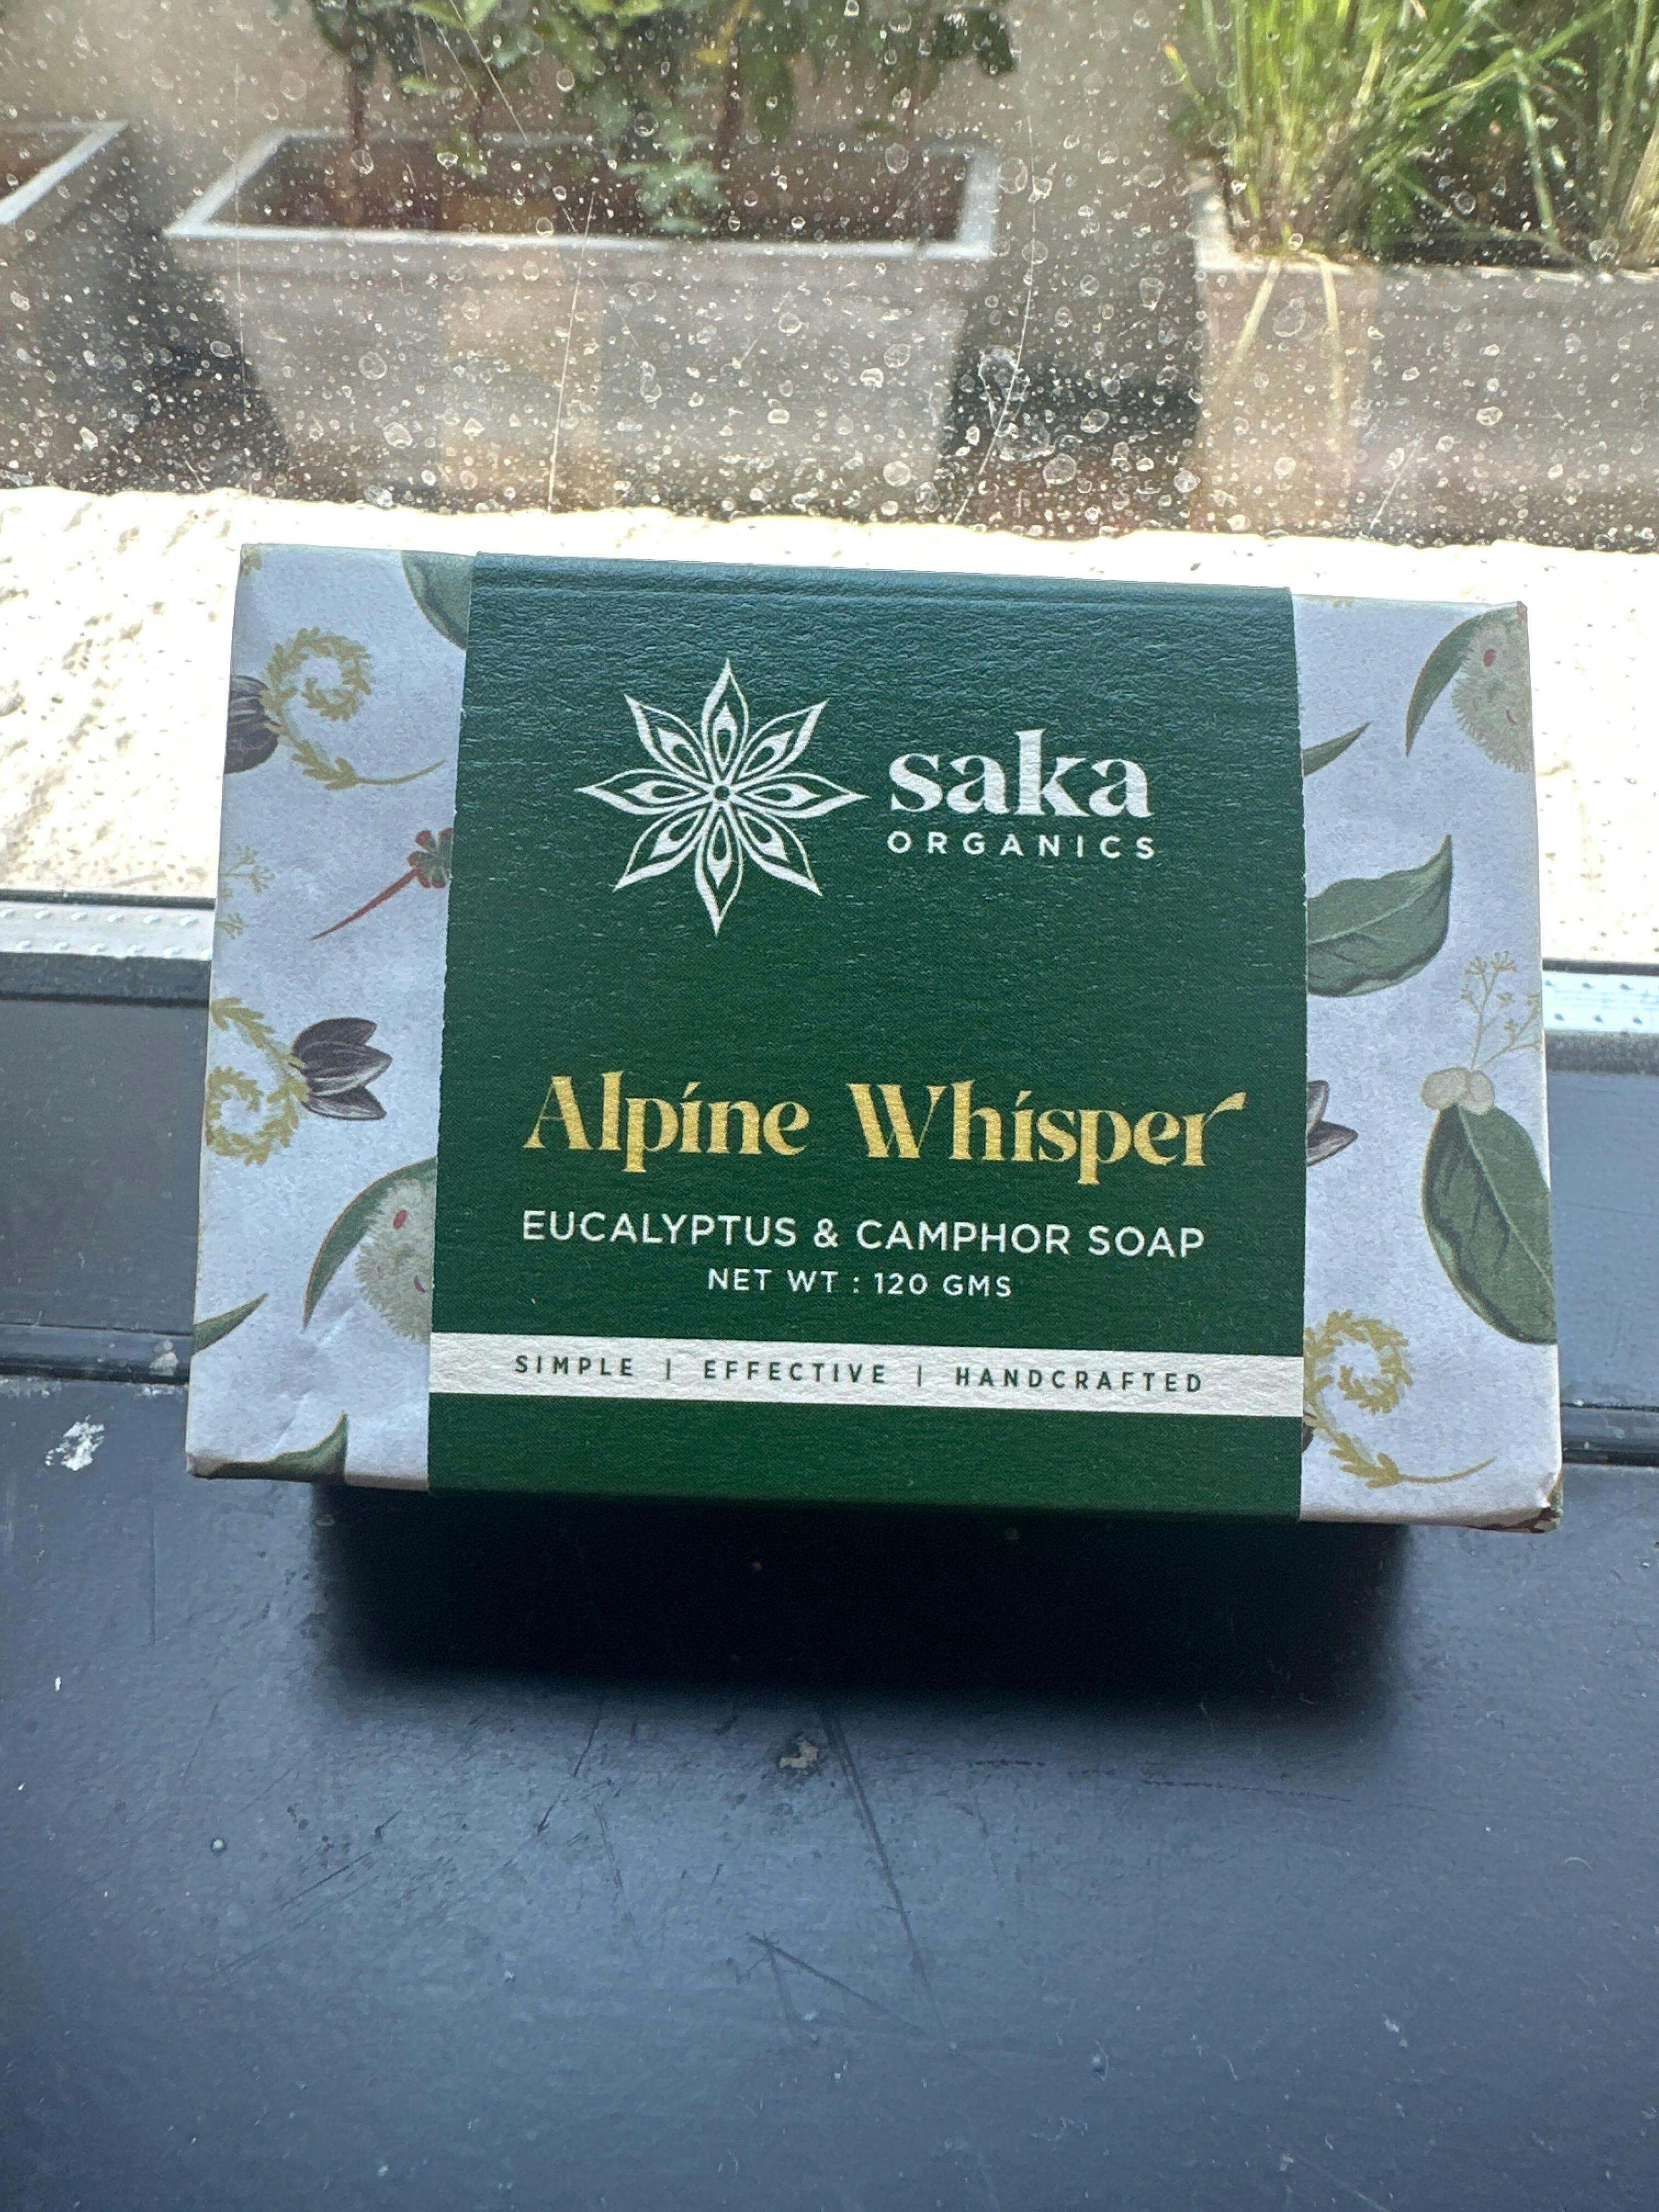 saka
ORGANICS
Alpine Whisper
EUCALYPTUS & CAMPHOR SOAP
NET WT : 120 GMS
SIMPLE | EFFECTIVE | HANDCRAFTED